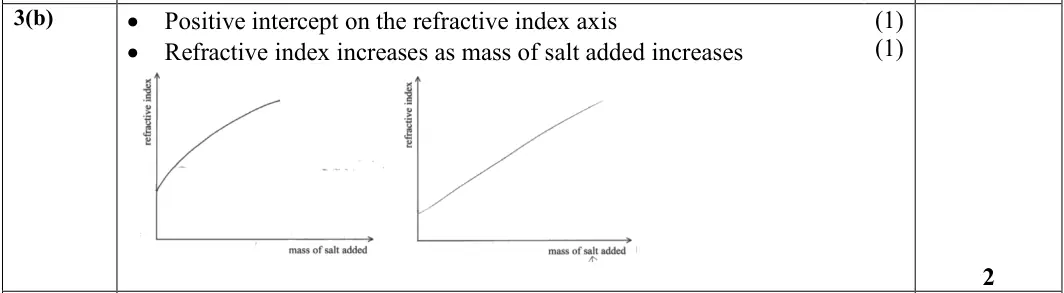 3(b)
• Positive intercept on the refractive index axis (1)
• Refractive index increases as mass of salt added increases (1)
refractive index
mass of salt added
refractive index
mass of salt added
2